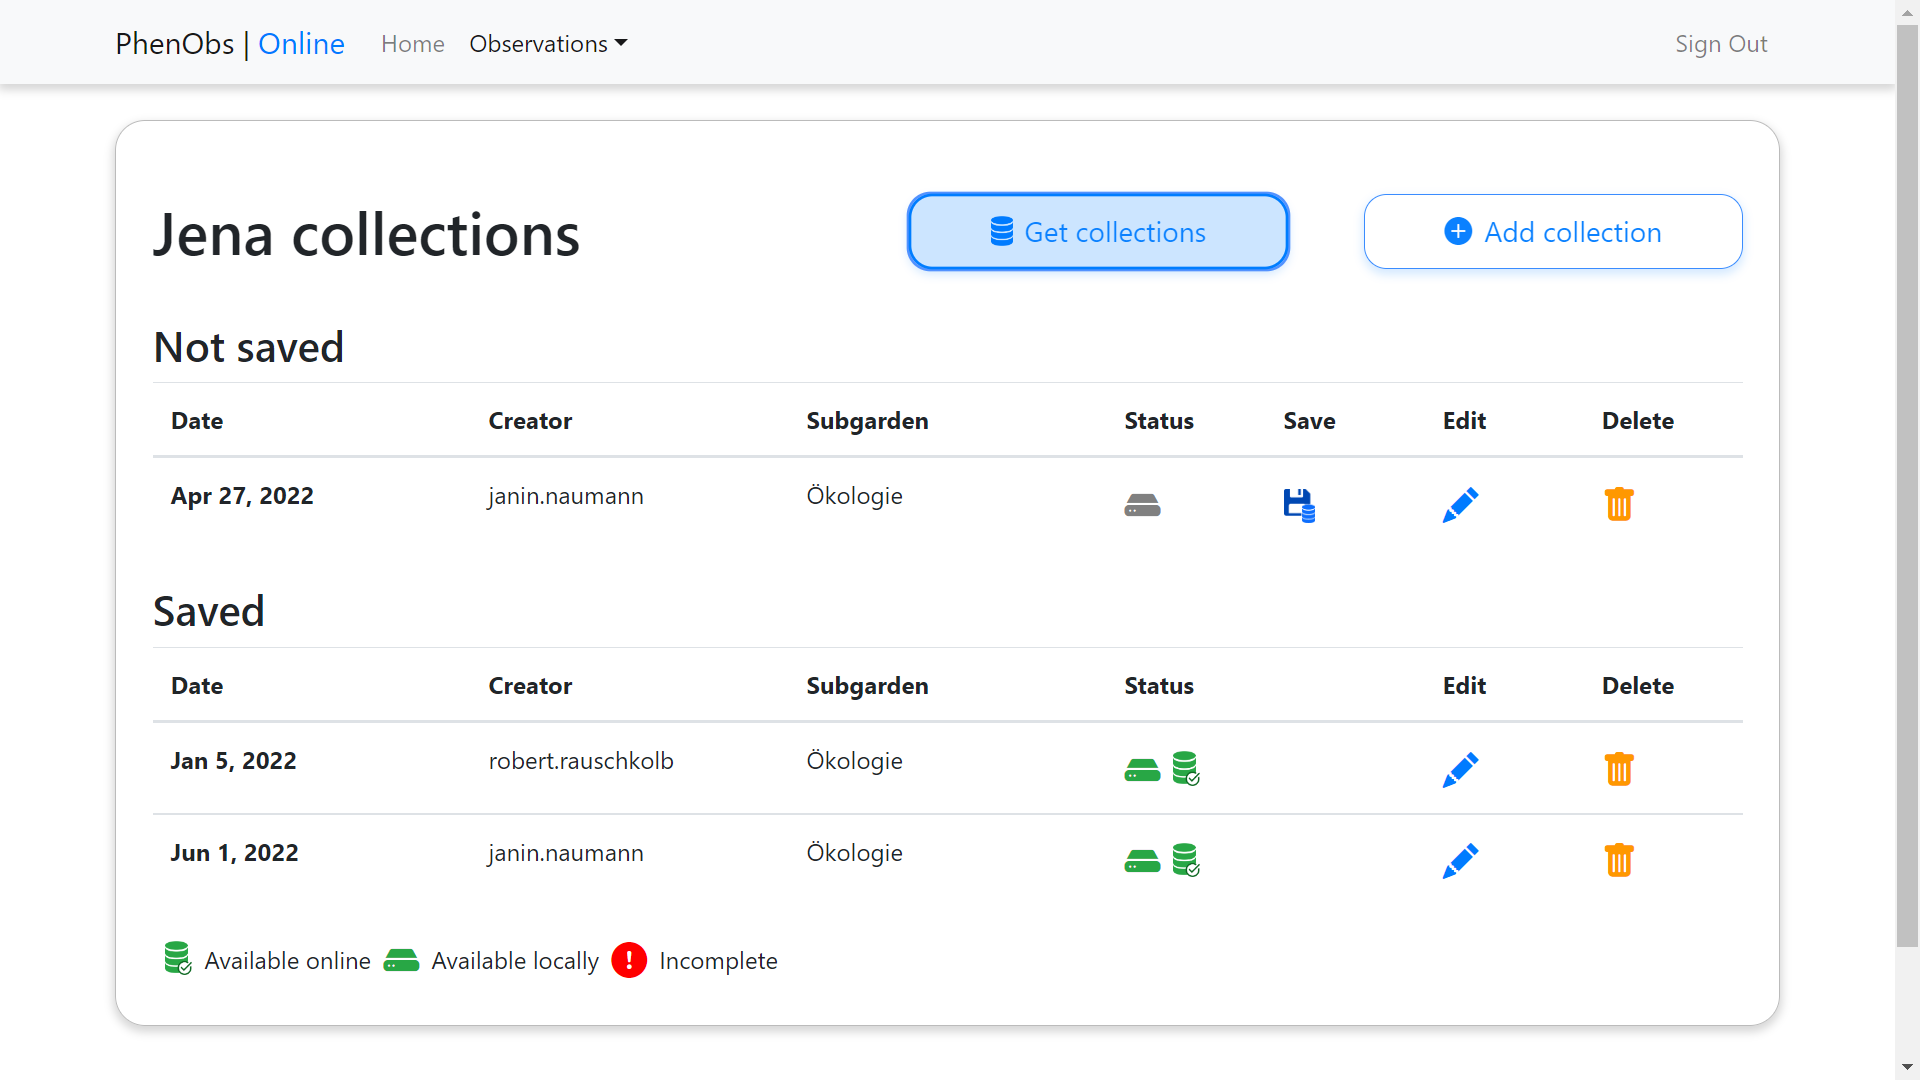 PhenObs | Online Home Observations Sign Out
Jena collections Get collections Add collection
Not saved
Date Creator Subgarden Status Save Edit Delete
Apr 27, 2022 janin.naumann Ökologie
Saved
Date Creator Subgarden Status Edit Delete
Jan 5, 2022 robert.rauschkolb Ökologie
Jun 1, 2022 janin.naumann Ökologie
Available online Available locally Incomplete